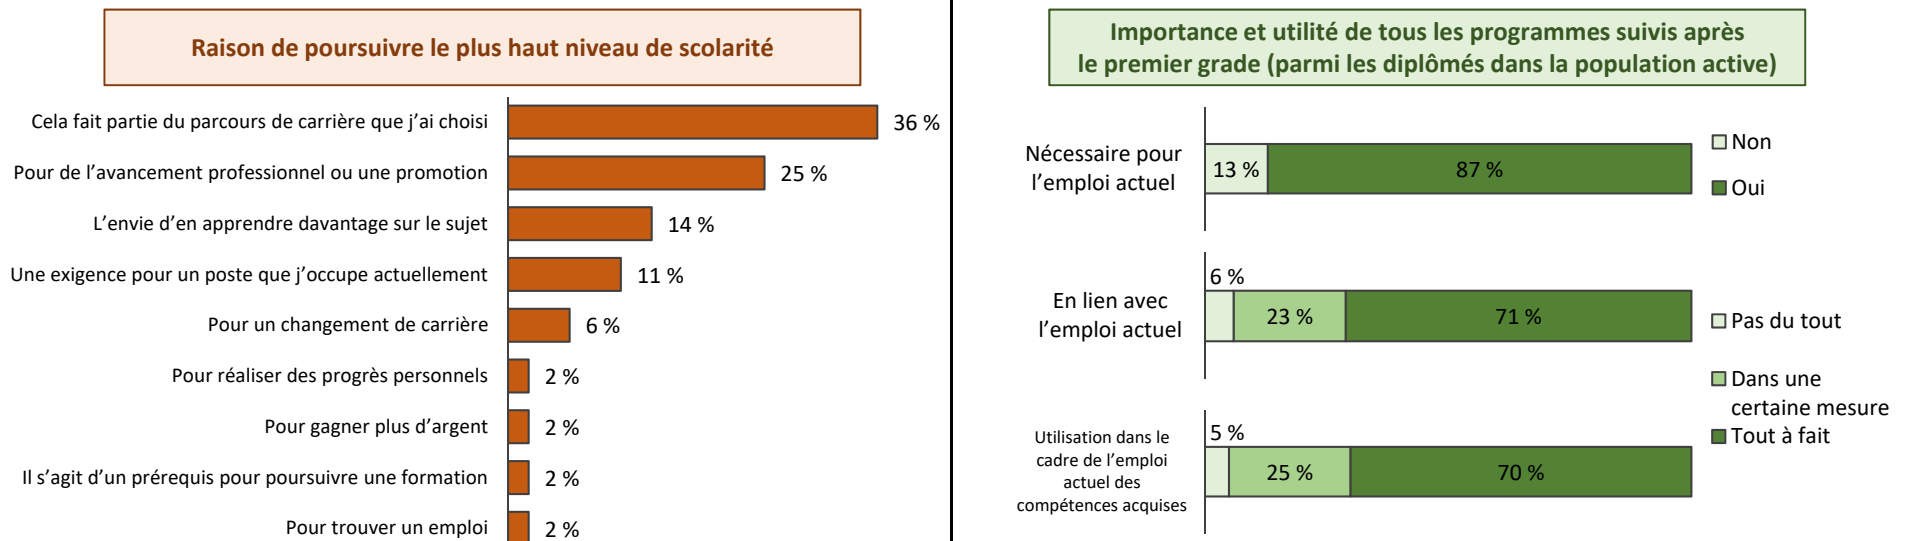 Raison de poursuivre le plus haut niveau de scolarité
Cela fait partie du parcours de carrière que j’ai choisi
36 %
Pour de l’avancement professionnel ou une promotion
25 %
L’envie d’en apprendre davantage sur le sujet
14 %
Une exigence pour un poste que j’occupe actuellement
11 %
Pour un changement de carrière
6 %
Pour réaliser des progrès personnels
2 %
Pour gagner plus d’argent
2 %
Il s’agit d’un prérequis pour poursuivre une formation
2 %
Pour trouver un emploi
2 %
Importance et utilité de tous les programmes suivis après
le premier grade (parmi les diplômés dans la population active)
Nécessaire pour
l’emploi actuel
13 %
87 %
Non
Oui
En lien avec
l’emploi actuel
6 %
23 %
71 %
Utilisation dans le
cadre de l’emploi
actuel des
compétences acquises
5 %
25 %
70 %
Pas du tout
Dans une
certaine mesure
Tout à fait